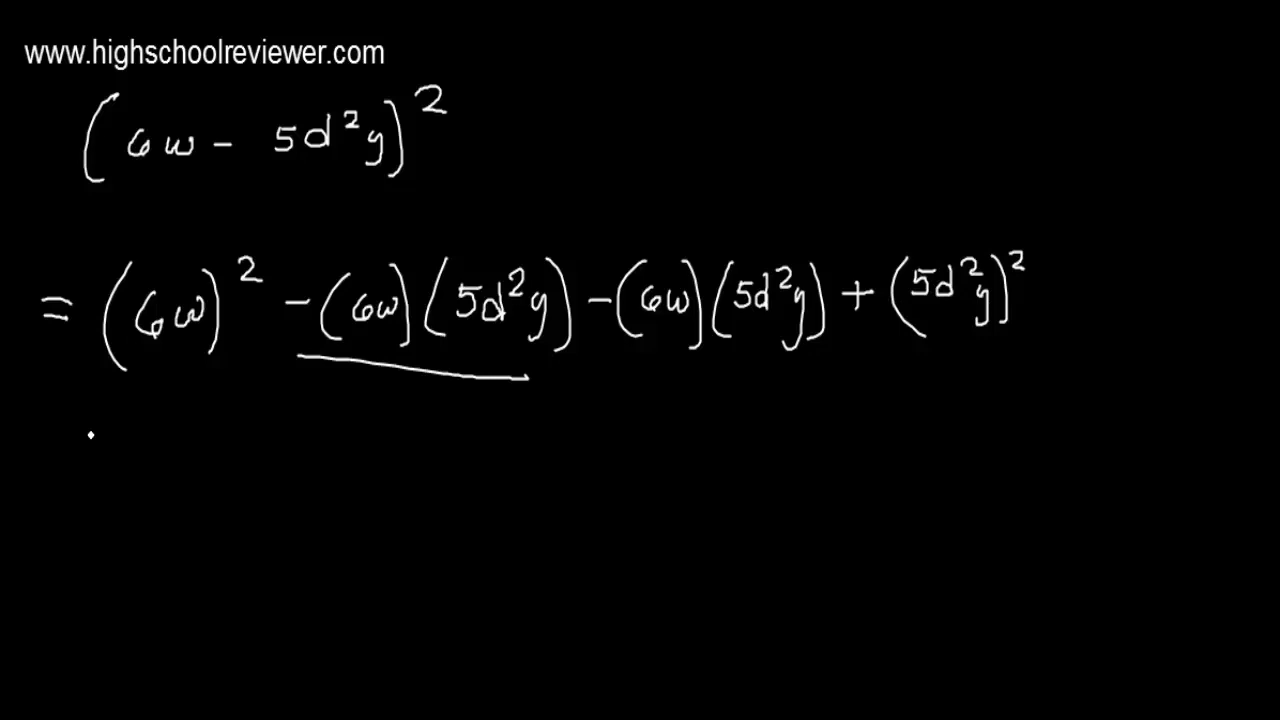 www.highschoolreviewer.com
(6w - 5d²y)²
= (6w)² - (6w)(5d²y) - (6w)(5d²y) + (5d²y)²